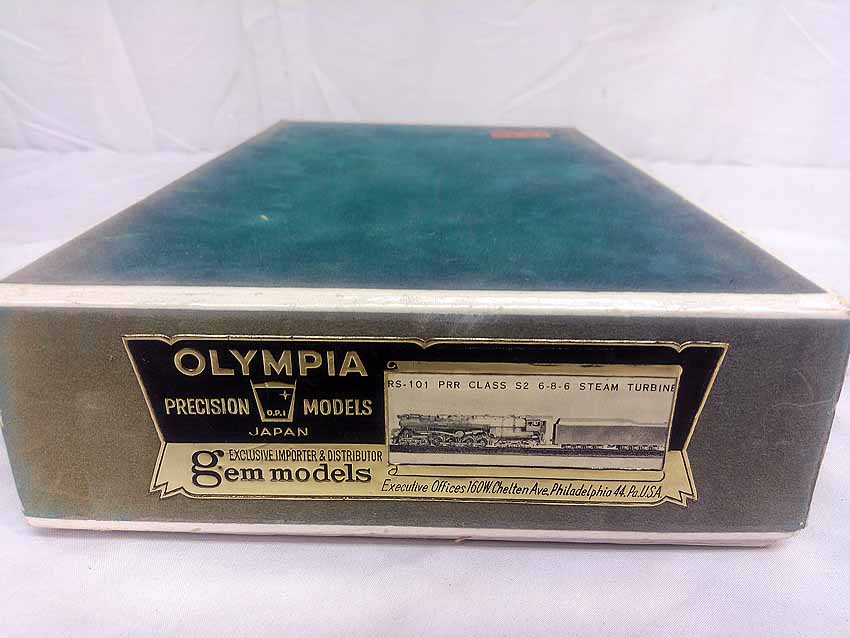 OLYMPIA
PRECISION O.P.I MODELS
JAPAN
EXCLUSIVE IMPORTER & DISTRIBUTOR
gem models
RS-101 PRR CLASS S2 6-8-6 STEAM TURBINE
Executive Offices 160 W. Chelten Ave., Philadelphia 44, Pa. U.S.A.